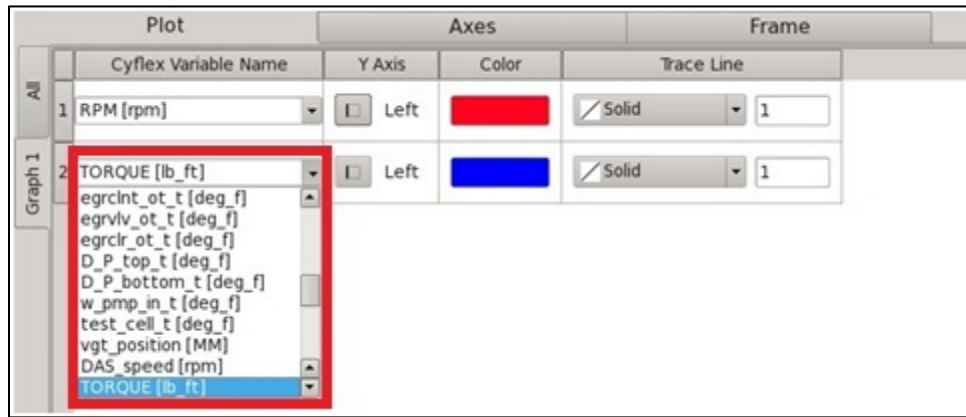 Plot Axes Frame
Cyflex Variable Name Y Axis Color Trace Line
All
1 RPM [rpm] Left Solid 1
Graph 1
2 TORQUE [lb_ft] Left Solid 1
egrclnt_ot_t [deg_f]
egrvlv_ot_t [deg_f]
egrclr_ot_t [deg_f]
D_P_top_t [deg_f]
D_P_bottom_t [deg_f]
w_pmp_in_t [deg_f]
test_cell_t [deg_f]
vgt_position [MM]
DAS_speed [rpm]
TORQUE [lb_ft]